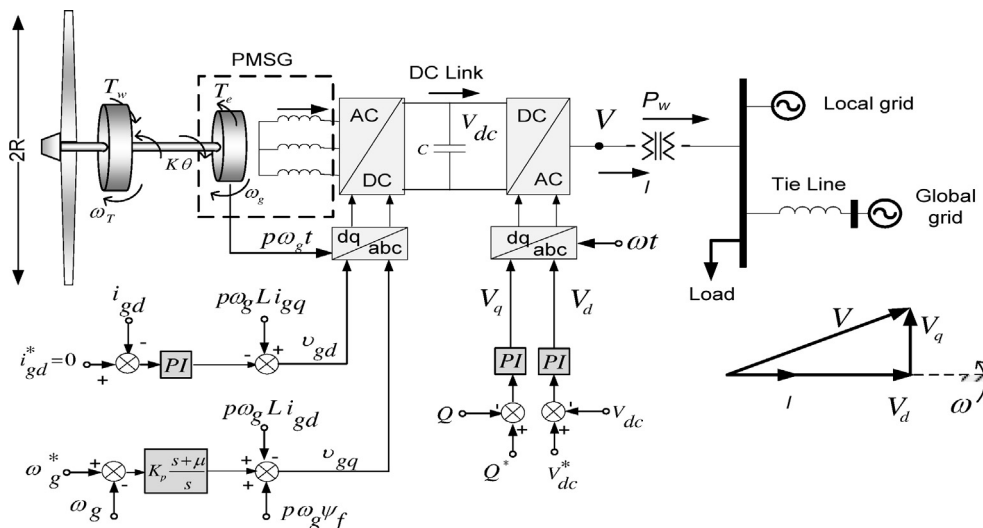 PMSG
DC Link
2R
T_w
T_e
Kθ
ω_T
ω_g
AC
DC
C
V_dc
DC
AC
V
I
P_w
Local grid
Tie Line
Global grid
Load
pω_g t
dq
abc
dq
abc
ωt
V_q
V_d
i_gd
pω_g L i_gq
i*_gd=0
+
-
PI
-
+
υ_gd
PI
PI
Q
-
+
Q*
-
+
V_dc
V*_dc
V
V_q
I
V_d
ω
pω_g L i_gd
ω*_g
+
-
K_p (s+μ)/s
+
-
+
υ_gq
ω_g
pω_g ψ_f